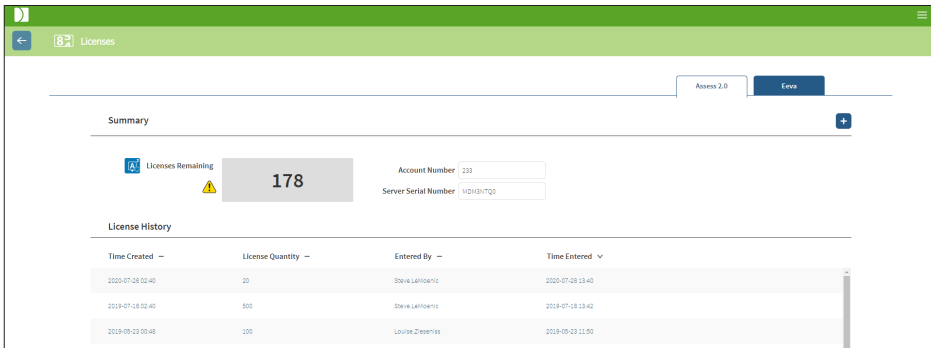 Licenses
Assess 2.0 Eeva
Summary
+
Licenses Remaining
178
Account Number 233
Server Serial Number MDM3NTQ0
License History
Time Created – License Quantity – Entered By – Time Entered
2020-07-28 02:40 20 Steve.LeMoenic 2020-07-28 13:40
2019-07-18 02:40 500 Steve.LeMoenic 2019-07-18 13:42
2019-05-23 00:48 100 Louise.Zieseniss 2019-05-23 11:50